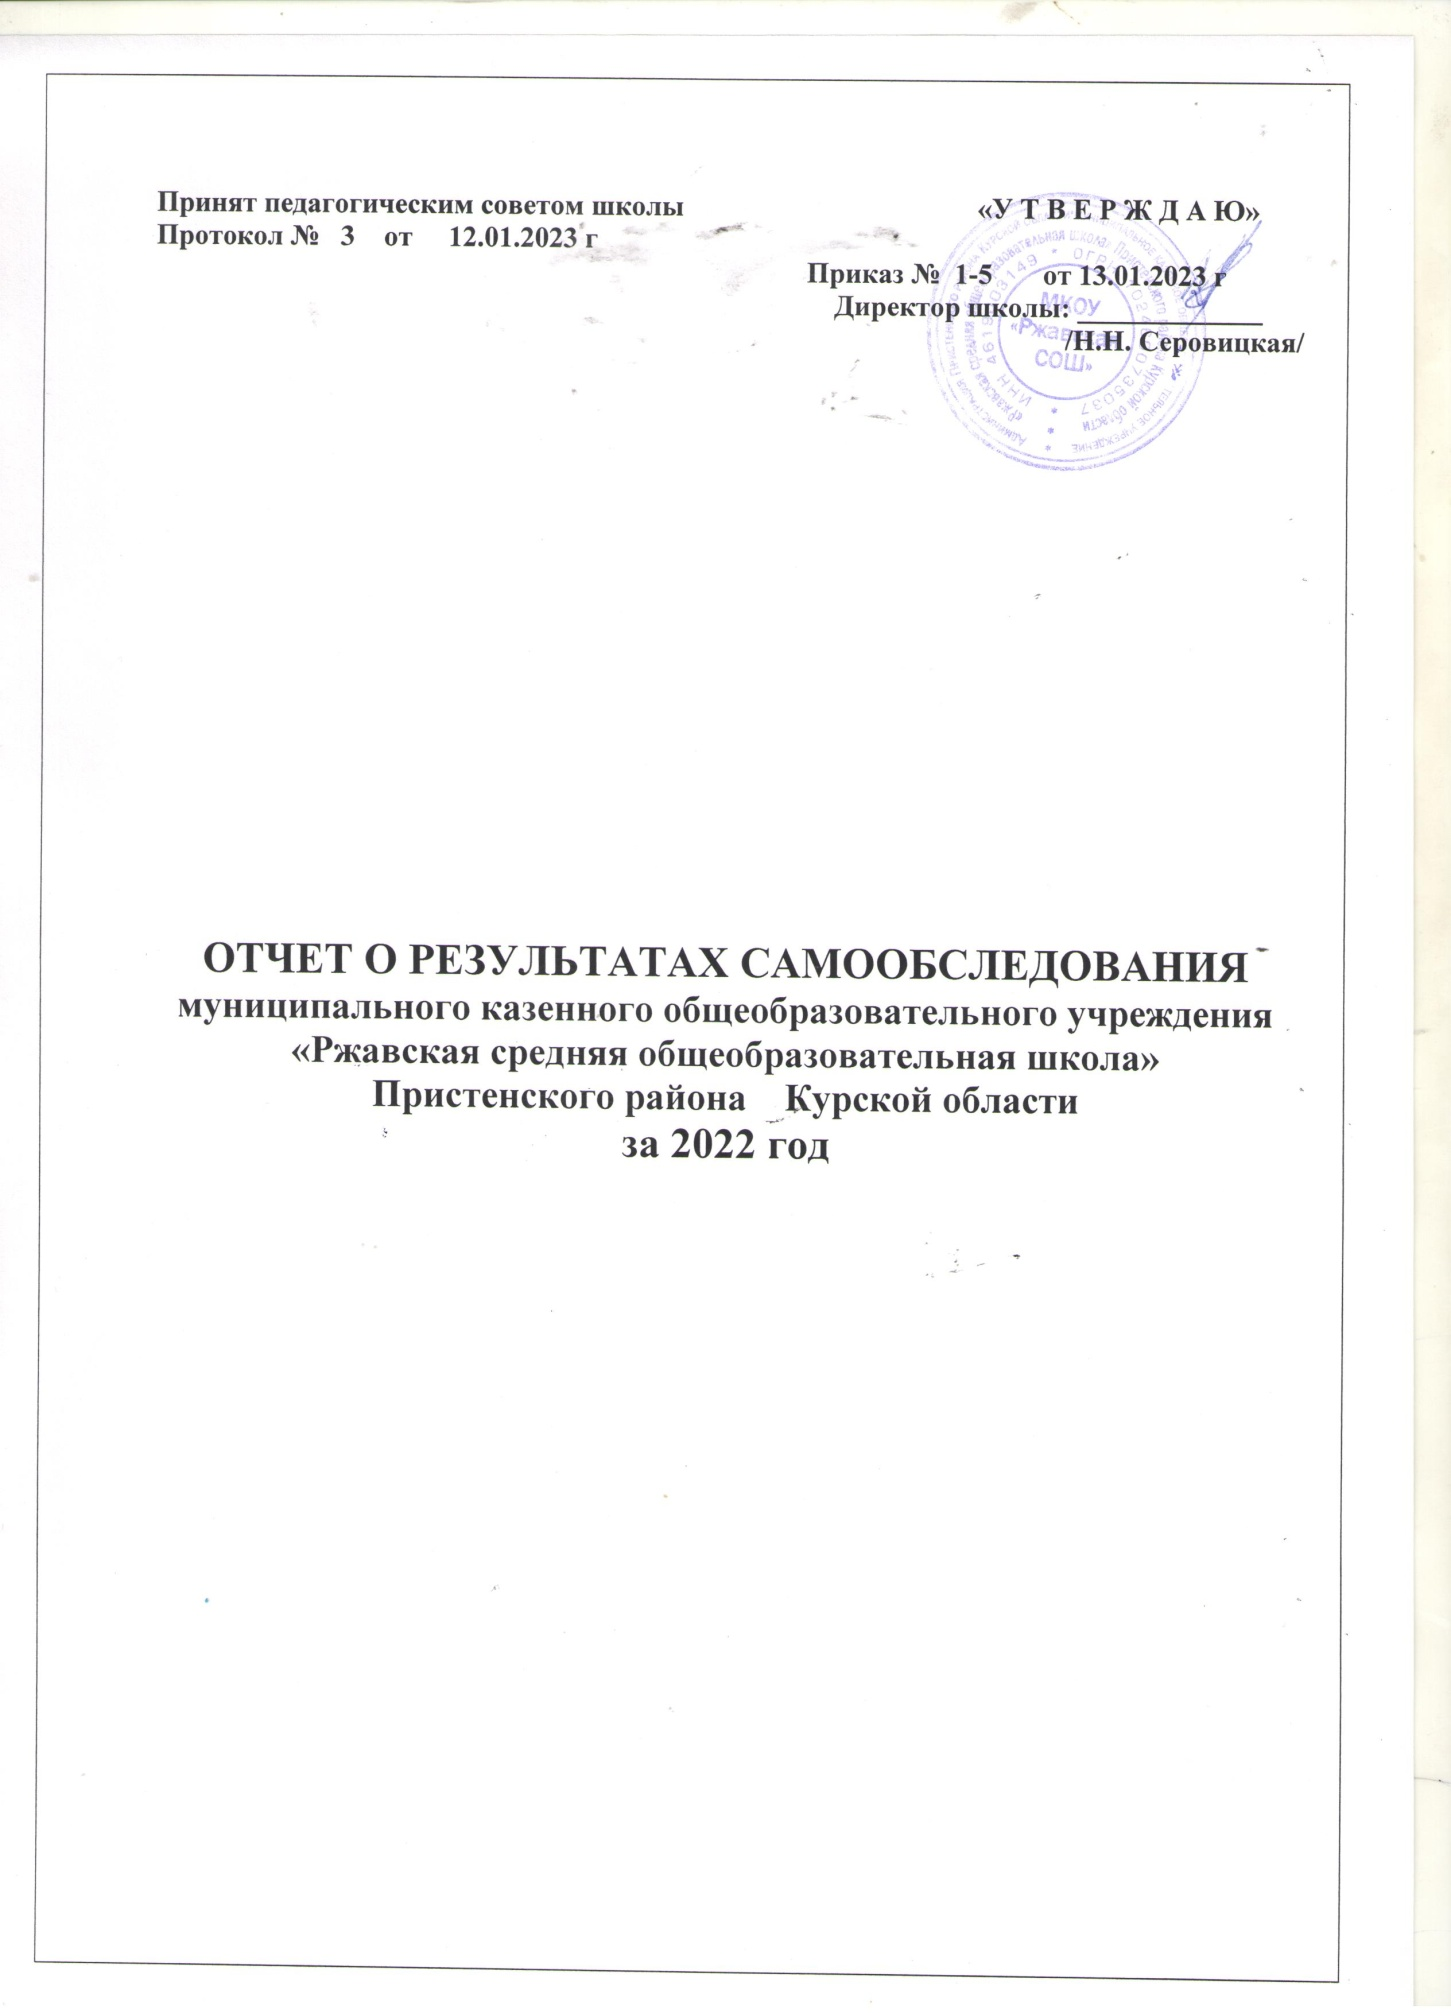 Принят педагогическим советом школы
Протокол № 3 от 12.01.2023 г
«У Т В Е Р Ж Д А Ю»
Приказ № 1-5 от 13.01.2023 г
Директор школы: ______________
/Н.Н. Серовицкая/
МКОУ
«Ржавская
СОШ»
ОТЧЕТ О РЕЗУЛЬТАТАХ САМООБСЛЕДОВАНИЯ
муниципального казенного общеобразовательного учреждения
«Ржавская средняя общеобразовательная школа»
Пристенского района Курской области
за 2022 год